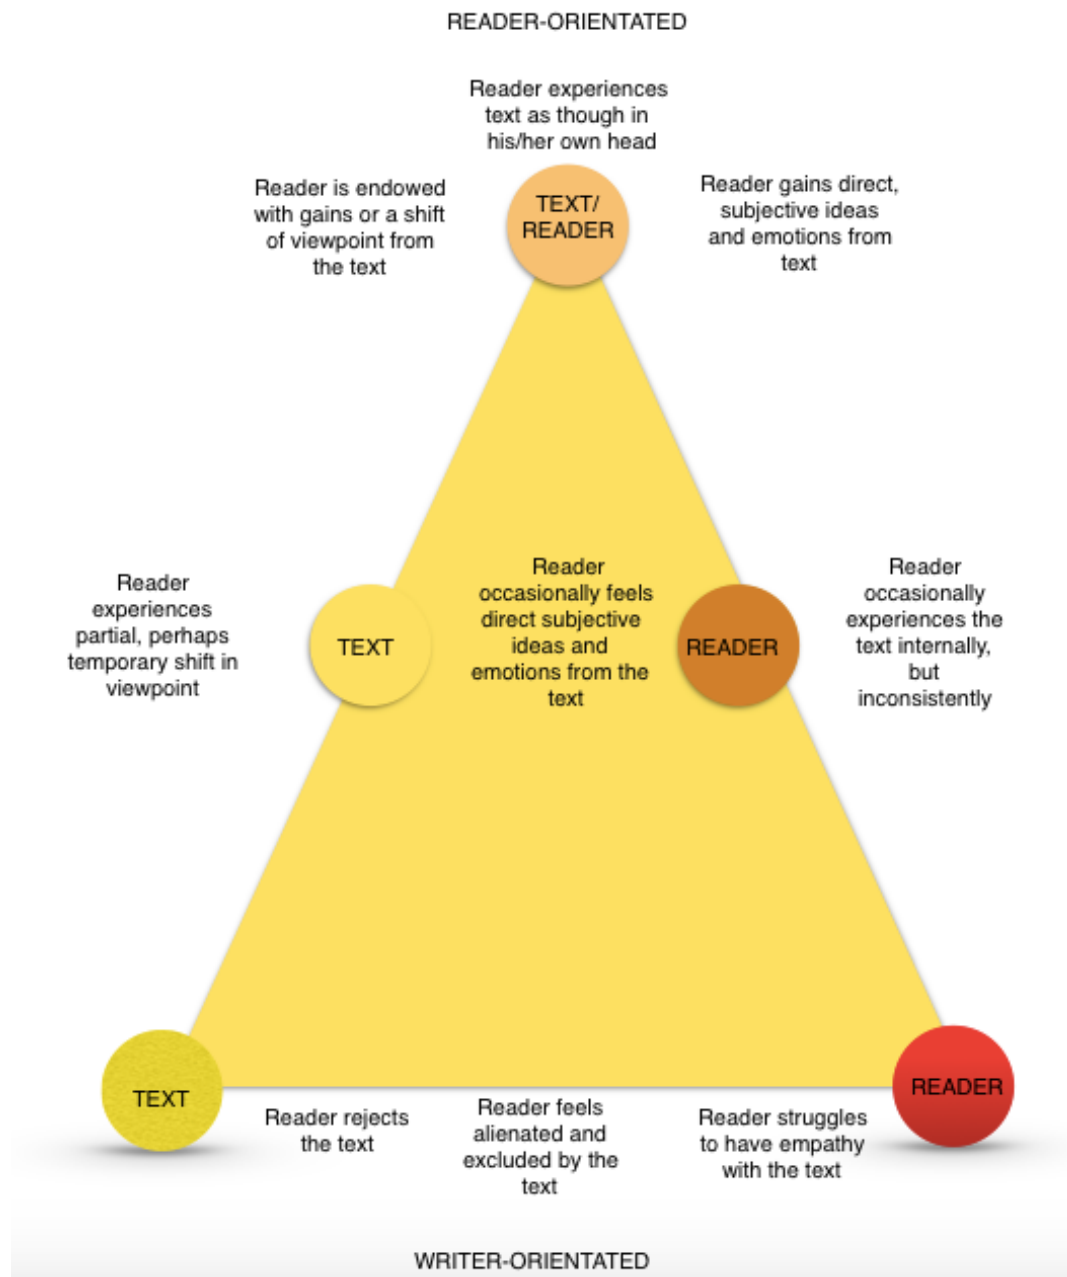 READER-ORIENTATED
Reader experiences
text as though in
his/her own head
Reader is endowed
with gains or a shift
of viewpoint from
the text
TEXT/
READER
Reader gains direct,
subjective ideas
and emotions from
text
Reader
experiences
partial, perhaps
temporary shift in
viewpoint
TEXT
Reader
occasionally feels
direct subjective
ideas and
emotions from the
text
READER
Reader
occasionally
experiences the
text internally,
but
inconsistently
TEXT
Reader rejects
the text
Reader feels
alienated and
excluded by the
text
Reader struggles
to have empathy
with the text
READER
WRITER-ORIENTATED